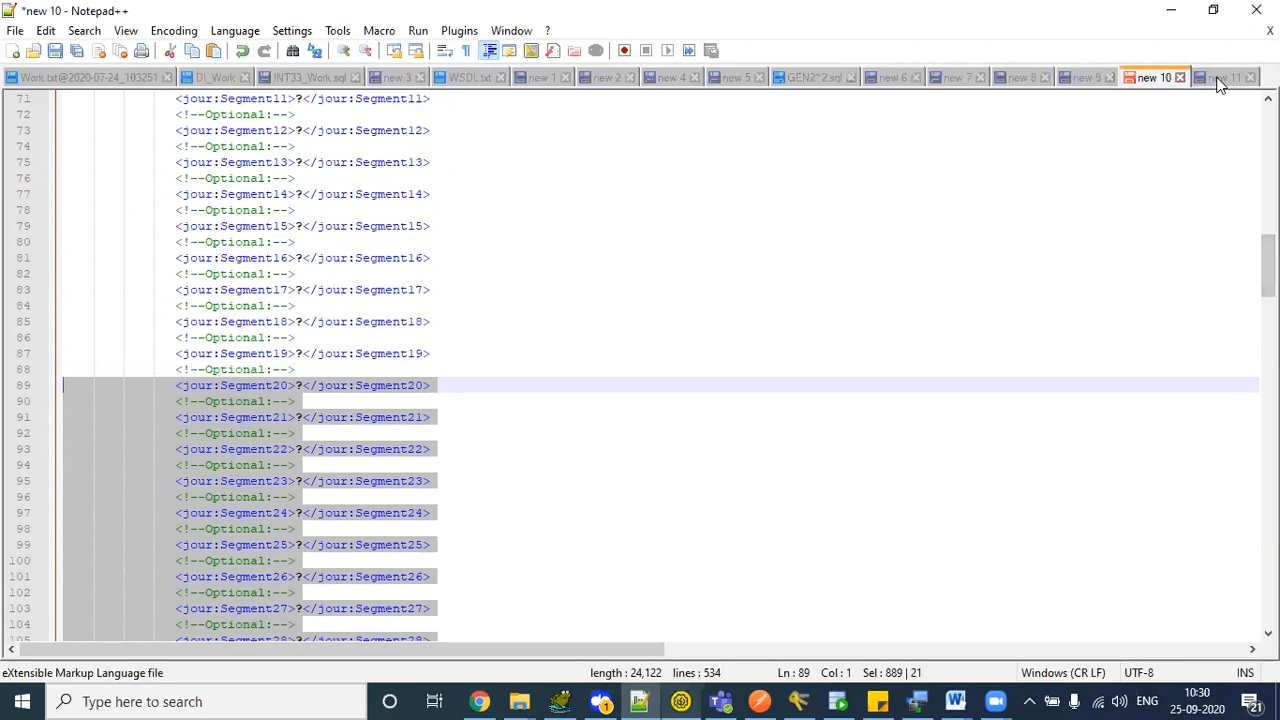 *new 10 - Notepad++
File Edit Search View Encoding Language Settings Tools Macro Run Plugins Window ? X
Work.txt@2020-07-24_103251 DI_Work INT33_Work.sql new 3 WSDL.txt new 1 new 2 new 4 new 5 GEN2^2.sql new 6 new 7 new 8 new 9 new 10 new 11
71 <jour:Segment11>?</jour:Segment11>
72 <!--Optional:-->
73 <jour:Segment12>?</jour:Segment12>
74 <!--Optional:-->
75 <jour:Segment13>?</jour:Segment13>
76 <!--Optional:-->
77 <jour:Segment14>?</jour:Segment14>
78 <!--Optional:-->
79 <jour:Segment15>?</jour:Segment15>
80 <!--Optional:-->
81 <jour:Segment16>?</jour:Segment16>
82 <!--Optional:-->
83 <jour:Segment17>?</jour:Segment17>
84 <!--Optional:-->
85 <jour:Segment18>?</jour:Segment18>
86 <!--Optional:-->
87 <jour:Segment19>?</jour:Segment19>
88 <!--Optional:-->
89 <jour:Segment20>?</jour:Segment20>
90 <!--Optional:-->
91 <jour:Segment21>?</jour:Segment21>
92 <!--Optional:-->
93 <jour:Segment22>?</jour:Segment22>
94 <!--Optional:-->
95 <jour:Segment23>?</jour:Segment23>
96 <!--Optional:-->
97 <jour:Segment24>?</jour:Segment24>
98 <!--Optional:-->
99 <jour:Segment25>?</jour:Segment25>
100 <!--Optional:-->
101 <jour:Segment26>?</jour:Segment26>
102 <!--Optional:-->
103 <jour:Segment27>?</jour:Segment27>
104 <!--Optional:-->
105 <jour:Segment28>?</jour:Segment28>
eXtensible Markup Language file length : 24,122 lines : 534 Ln : 89 Col : 1 Sel : 889 | 21 Windows (CR LF) UTF-8 INS
Type here to search 1 ENG 10:30
25-09-2020 21